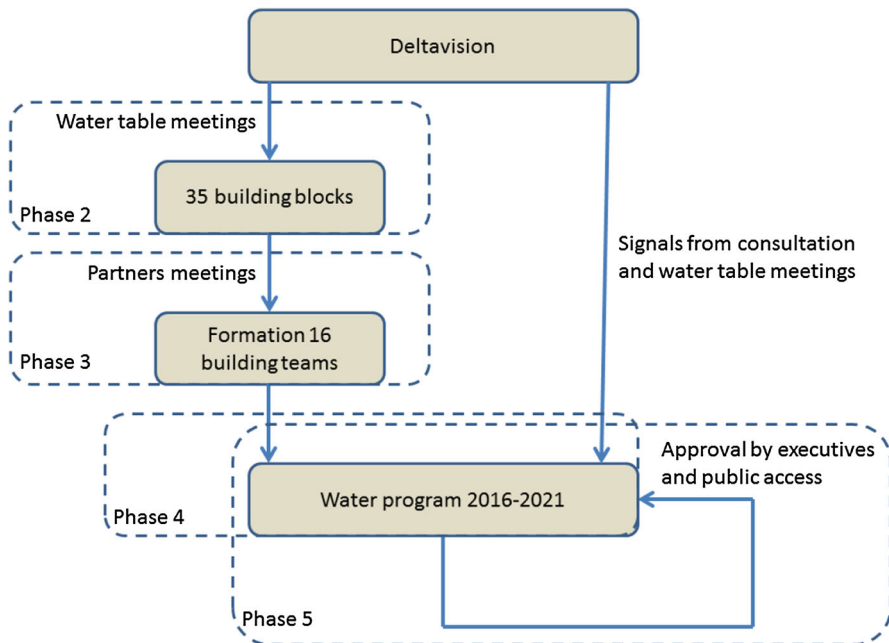 Deltavision
Water table meetings
35 building blocks
Phase 2
Signals from consultation
and water table meetings
Partners meetings
Formation 16
building teams
Phase 3
Approval by executives
and public access
Water program 2016-2021
Phase 4
Phase 5